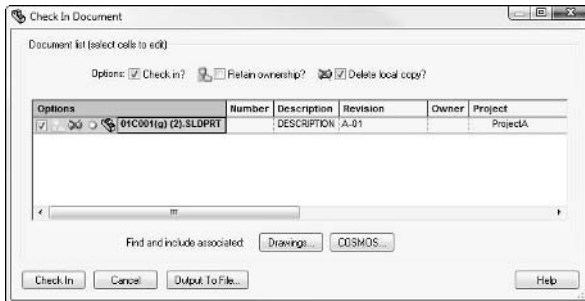 Check In Document
Document list (select cells to edit)
Options: Check in? Retain ownership? Delete local copy?
Options Number Description Revision Owner Project
01C001(g) (2).SLDPRT DESCRIPTION A-01 ProjectA
Find and include associated: Drawings... COSMOS...
Check In Cancel Output To File... Help